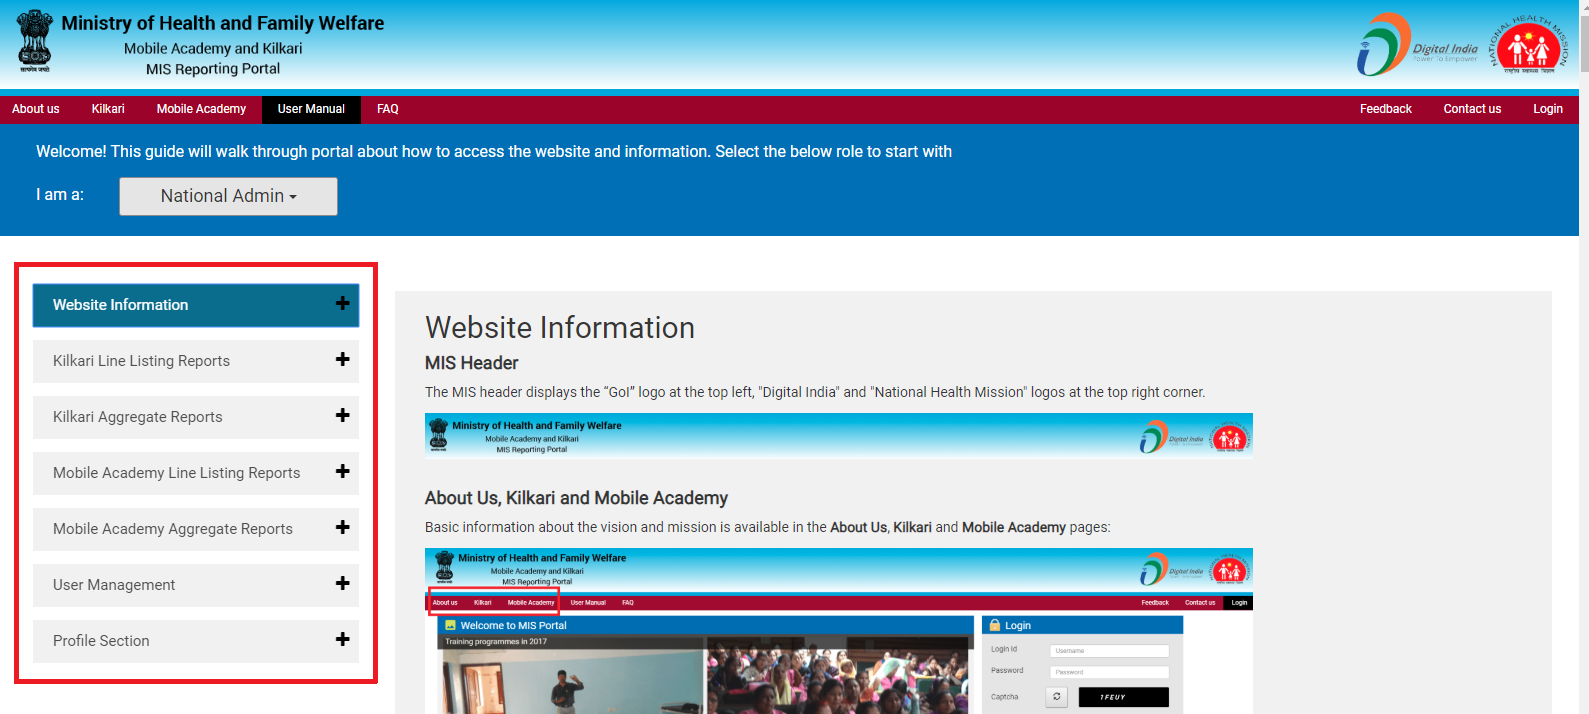 Ministry of Health and Family Welfare
Mobile Academy and Kilkari
MIS Reporting Portal
सत्यमेव जयते
Digital India
Power To Empower
NATIONAL HEALTH MISSION
राष्ट्रीय स्वास्थ्य मिशन
About us Kilkari Mobile Academy User Manual FAQ Feedback Contact us Login
Welcome! This guide will walk through portal about how to access the website and information. Select the below role to start with
I am a: National Admin
Website Information
Kilkari Line Listing Reports
Kilkari Aggregate Reports
Mobile Academy Line Listing Reports
Mobile Academy Aggregate Reports
User Management
Profile Section
Website Information
MIS Header
The MIS header displays the “GoI” logo at the top left, "Digital India" and "National Health Mission" logos at the top right corner.
Ministry of Health and Family Welfare
Mobile Academy and Kilkari
MIS Reporting Portal
Digital India
About Us, Kilkari and Mobile Academy
Basic information about the vision and mission is available in the About Us, Kilkari and Mobile Academy pages:
Ministry of Health and Family Welfare
Mobile Academy and Kilkari
MIS Reporting Portal
Digital India
About us Kilkari Mobile Academy User Manual FAQ Feedback Contact us Login
Welcome to MIS Portal
Training programmes in 2017
Login
Login Id Username
Password Password
Captcha 1FEUY